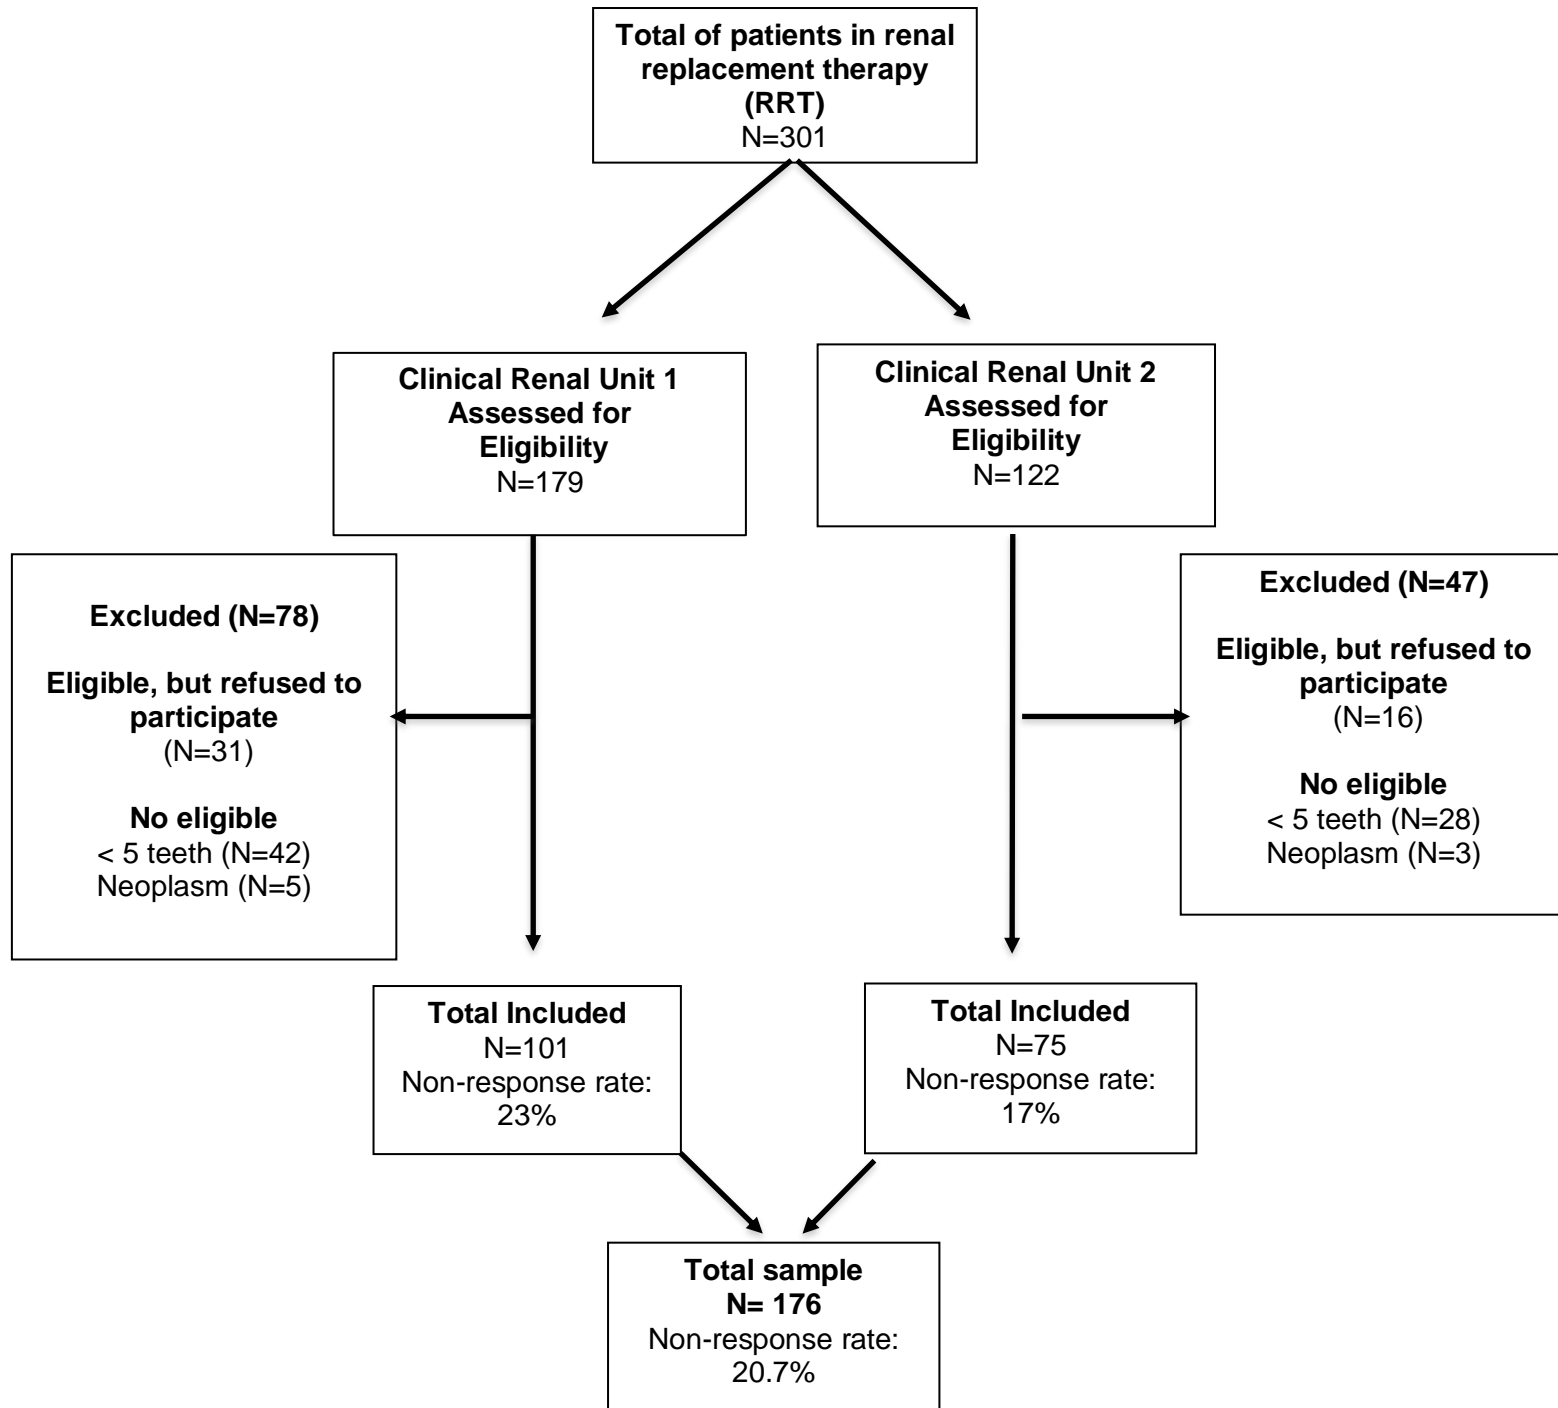 Total of patients in renal
replacement therapy
(RRT)
N=301
Clinical Renal Unit 1
Assessed for
Eligibility
N=179
Clinical Renal Unit 2
Assessed for
Eligibility
N=122
Excluded (N=78)
Eligible, but refused to
participate
(N=31)
No eligible
< 5 teeth (N=42)
Neoplasm (N=5)
Excluded (N=47)
Eligible, but refused to
participate
(N=16)
No eligible
< 5 teeth (N=28)
Neoplasm (N=3)
Total Included
N=101
Non-response rate:
23%
Total Included
N=75
Non-response rate:
17%
Total sample
N= 176
Non-response rate:
20.7%